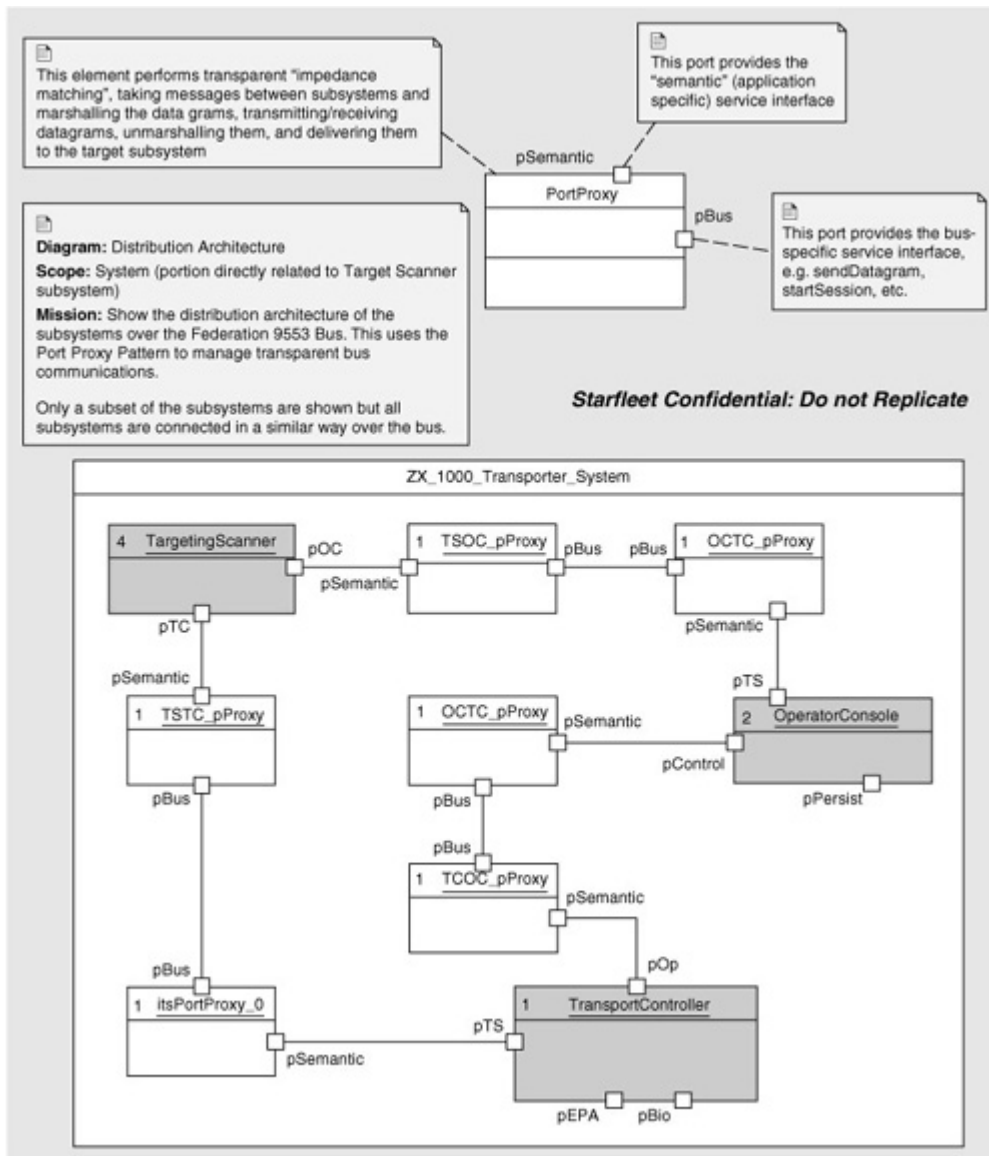 This element performs transparent “impedance
matching”, taking messages between subsystems and
marshalling the data grams, transmitting/receiving
datagrams, unmarshalling them, and delivering them
to the target subsystem
This port provides the
“semantic” (application
specific) service interface
pSemantic
PortProxy
pBus
This port provides the bus-
specific service interface,
e.g. sendDatagram,
startSession, etc.
Diagram: Distribution Architecture
Scope: System (portion directly related to Target Scanner
subsystem)
Mission: Show the distribution architecture of the
subsystems over the Federation 9553 Bus. This uses the
Port Proxy Pattern to manage transparent bus
communications.
Only a subset of the subsystems are shown but all
subsystems are connected in a similar way over the bus.
Starfleet Confidential: Do not Replicate
ZX_1000_Transporter_System
4 TargetingScanner
pOC
pSemantic
1 TSOC_pProxy
pBus
pBus
1 OCTC_pProxy
pTC
pSemantic
pSemantic
pTS
1 TSTC_pProxy
1 OCTC_pProxy
pSemantic
2 OperatorConsole
pControl
pPersist
pBus
pBus
pBus
1 TCOC_pProxy
pSemantic
pBus
pOp
1 itsPortProxy_0
pSemantic
pTS
1 TransportController
pEPA
pBio